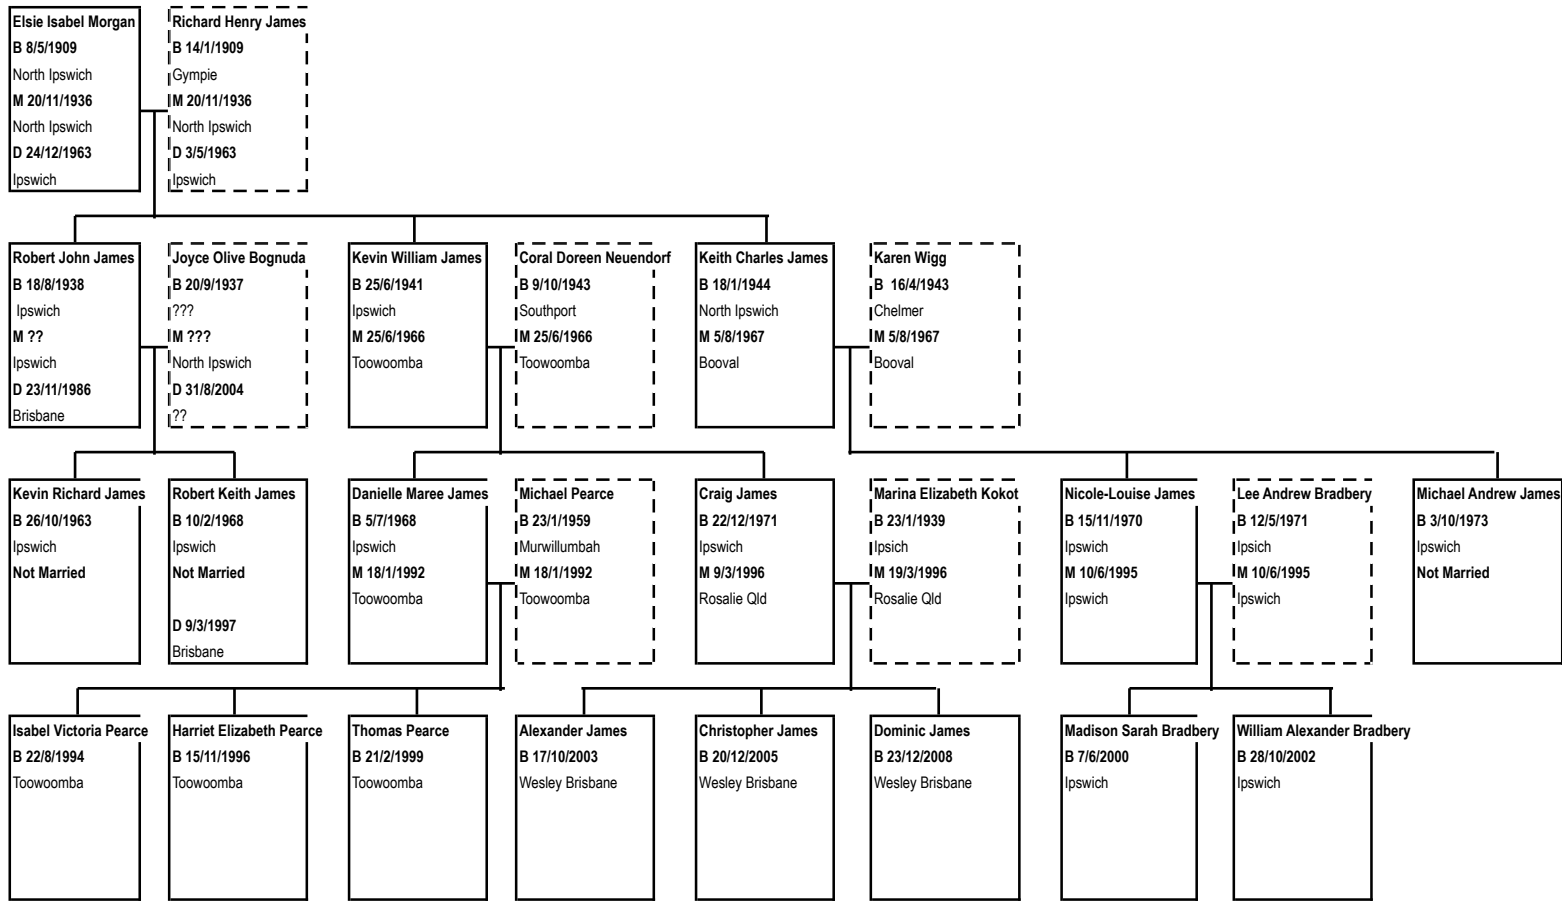 Elsie Isabel Morgan
B 8/5/1909
North Ipswich
M 20/11/1936
North Ipswich
D 24/12/1963
Ipswich
Richard Henry James
B 14/1/1909
Gympie
M 20/11/1936
North Ipswich
D 3/5/1963
Ipswich
Robert John James
B 18/8/1938
Ipswich
M ??
Ipswich
D 23/11/1986
Brisbane
Joyce Olive Bognuda
B 20/9/1937
???
M ???
North Ipswich
D 31/8/2004
??
Kevin William James
B 25/6/1941
Ipswich
M 25/6/1966
Toowoomba
Coral Doreen Neuendorf
B 9/10/1943
Southport
M 25/6/1966
Toowoomba
Keith Charles James
B 18/1/1944
North Ipswich
M 5/8/1967
Booval
Karen Wigg
B 16/4/1943
Chelmer
M 5/8/1967
Booval
Kevin Richard James
B 26/10/1963
Ipswich
Not Married
Robert Keith James
B 10/2/1968
Ipswich
Not Married
D 9/3/1997
Brisbane
Danielle Maree James
B 5/7/1968
Ipswich
M 18/1/1992
Toowoomba
Michael Pearce
B 23/1/1959
Murwillumbah
M 18/1/1992
Toowoomba
Craig James
B 22/12/1971
Ipswich
M 9/3/1996
Rosalie Qld
Marina Elizabeth Kokot
B 23/1/1939
Ipsich
M 19/3/1996
Rosalie Qld
Nicole-Louise James
B 15/11/1970
Ipswich
M 10/6/1995
Ipswich
Lee Andrew Bradbery
B 12/5/1971
Ipsich
M 10/6/1995
Ipswich
Michael Andrew James
B 3/10/1973
Ipswich
Not Married
Isabel Victoria Pearce
B 22/8/1994
Toowoomba
Harriet Elizabeth Pearce
B 15/11/1996
Toowoomba
Thomas Pearce
B 21/2/1999
Toowoomba
Alexander James
B 17/10/2003
Wesley Brisbane
Christopher James
B 20/12/2005
Wesley Brisbane
Dominic James
B 23/12/2008
Wesley Brisbane
Madison Sarah Bradbery
B 7/6/2000
Ipswich
William Alexander Bradbery
B 28/10/2002
Ipswich